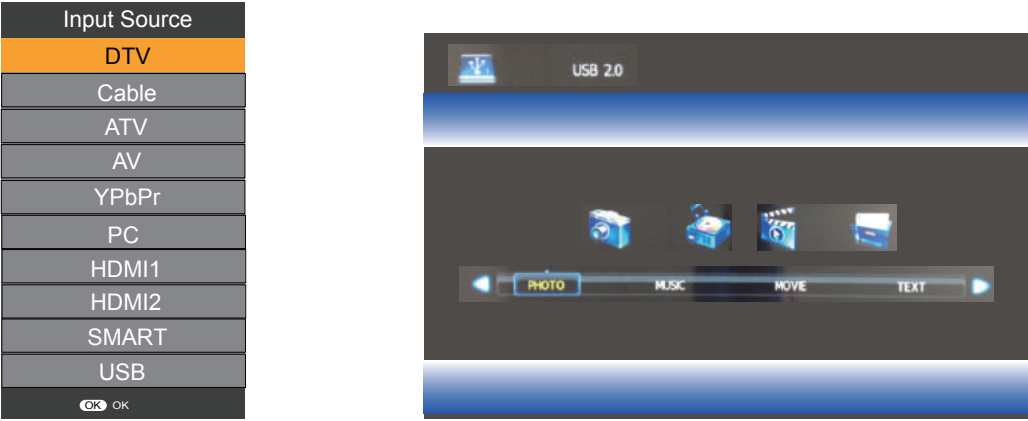 Input Source
DTV
Cable
ATV
AV
YPbPr
PC
HDMI1
HDMI2
SMART
USB
OK OK
USB 2.0
PHOTO MUSIC MOVIE TEXT